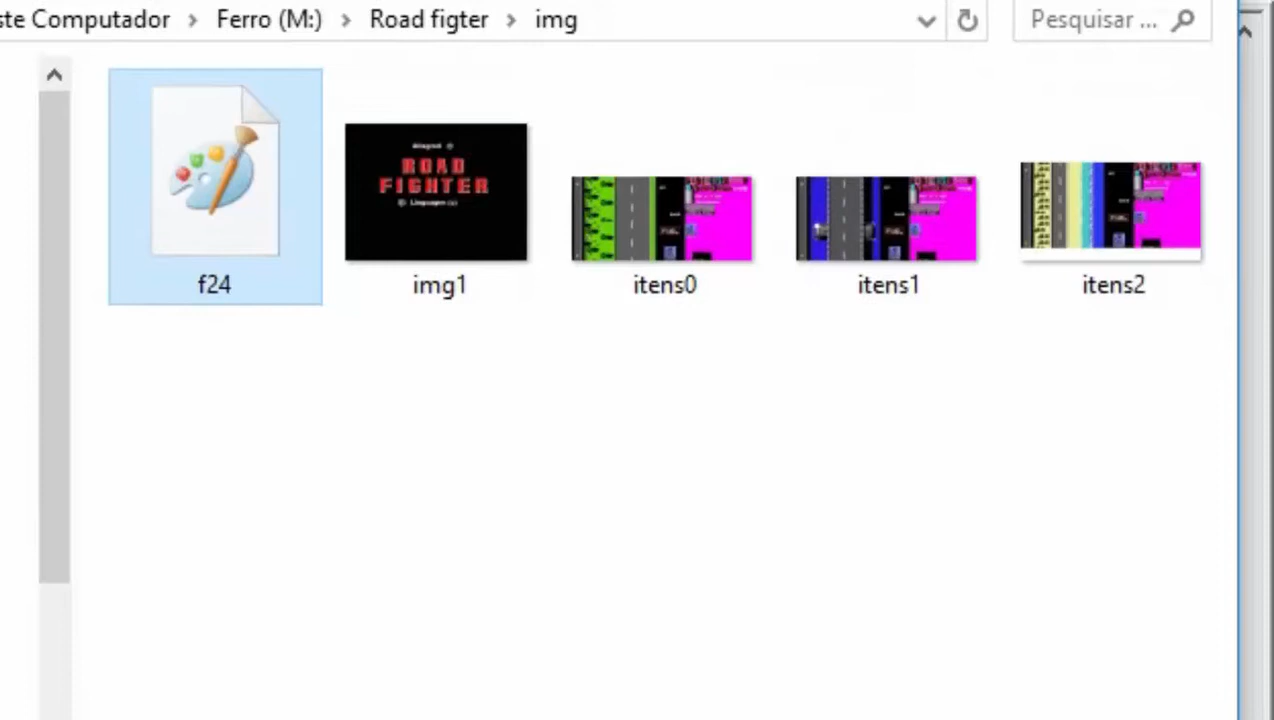 ste Computador > Ferro (M:) > Road figter > img
Pesquisar ...
ROAD
FIGHTER
f24
img1
itens0
itens1
itens2